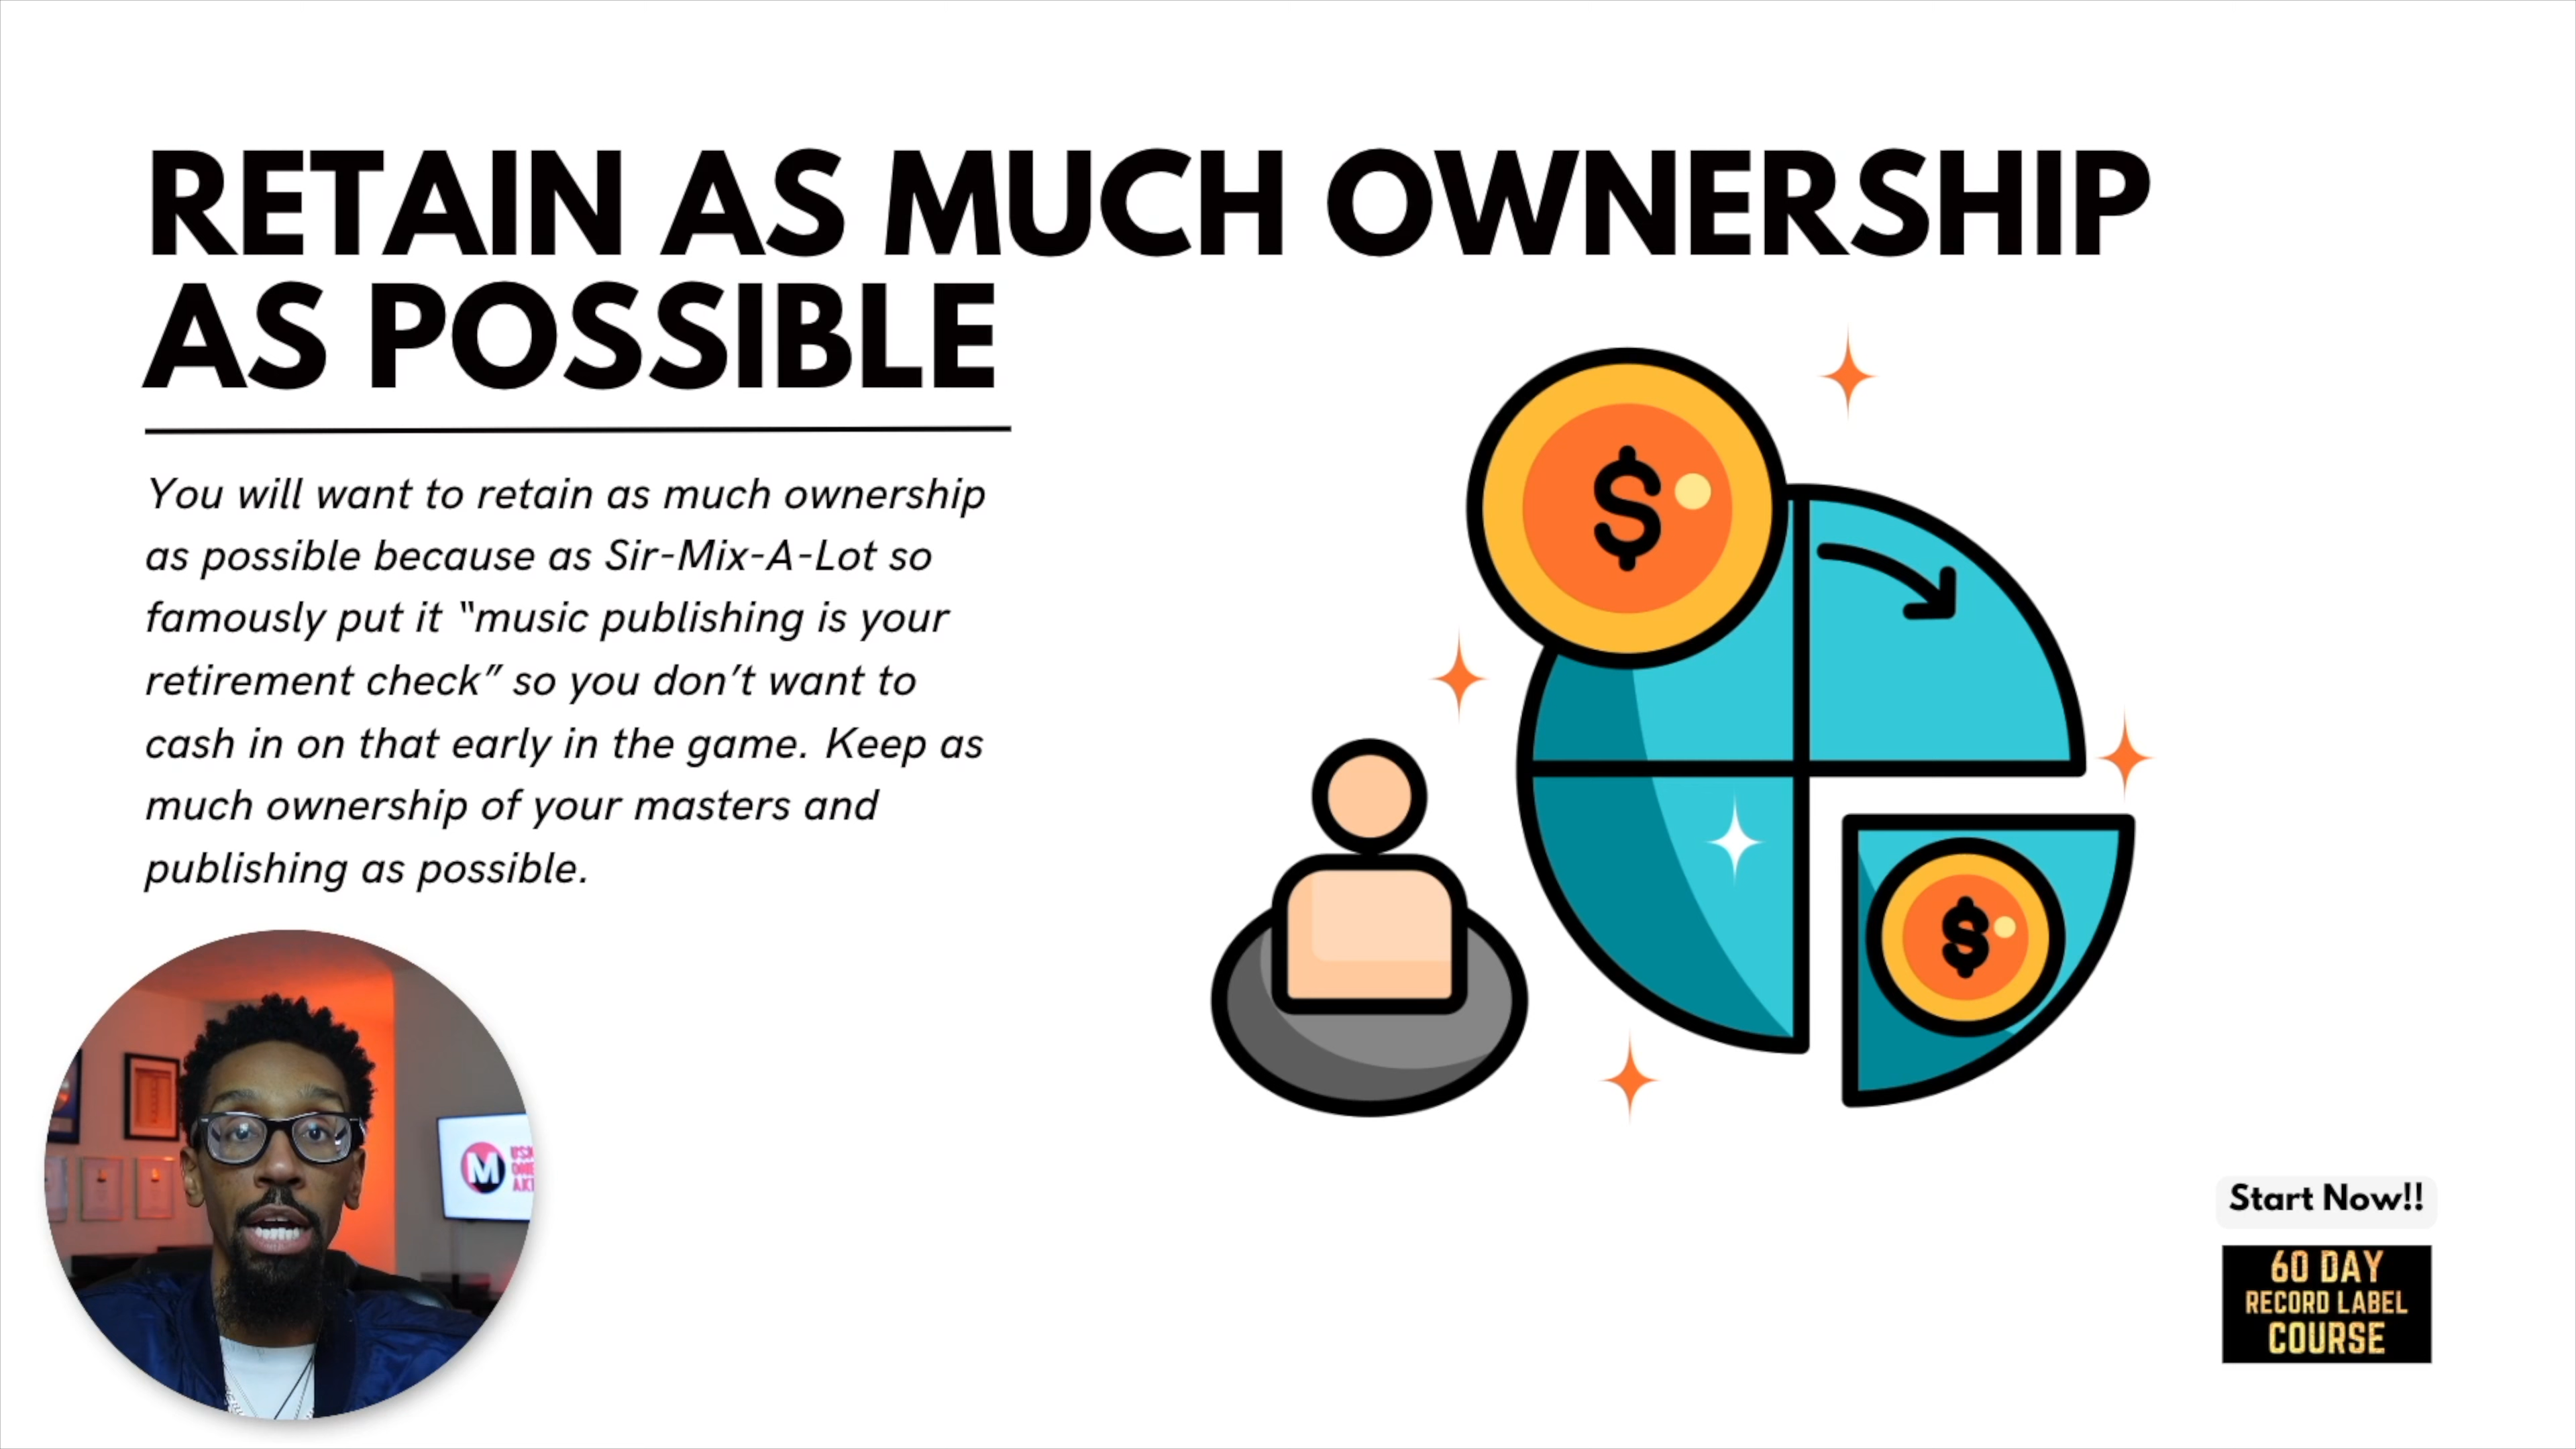 RETAIN AS MUCH OWNERSHIP
AS POSSIBLE
You will want to retain as much ownership
as possible because as Sir-Mix-A-Lot so
famously put it “music publishing is your
retirement check” so you don’t want to
cash in on that early in the game. Keep as
much ownership of your masters and
publishing as possible.
$
$
M
Start Now!!
60 DAY
RECORD LABEL
COURSE